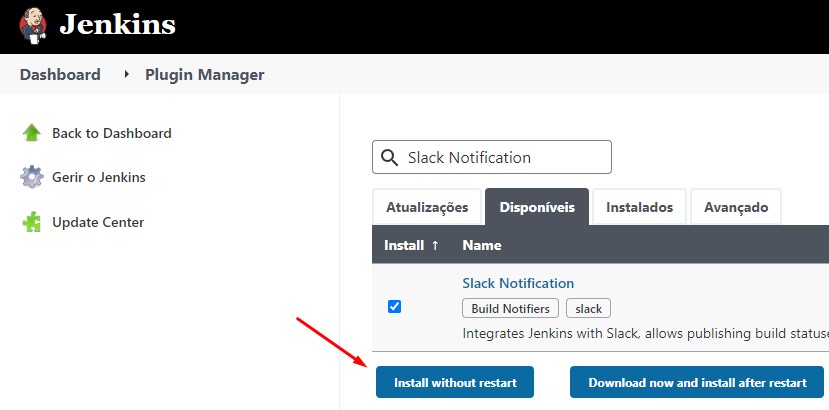 Jenkins
Dashboard Plugin Manager
Back to Dashboard
Gerir o Jenkins
Update Center
Slack Notification
Atualizações Disponíveis Instalados Avançado
Install ↑ Name
Slack Notification
Build Notifiers slack
Integrates Jenkins with Slack, allows publishing build statuse
Install without restart Download now and install after restart